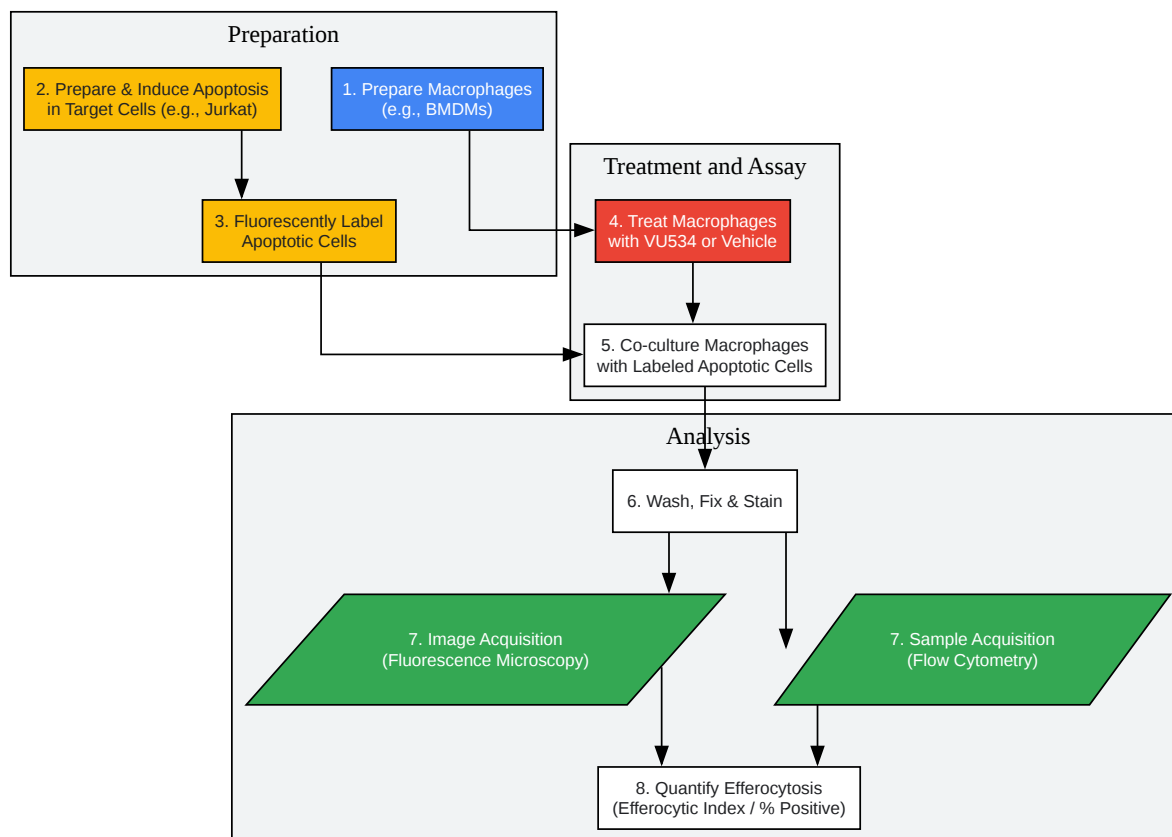 Preparation
2. Prepare & Induce Apoptosis
in Target Cells (e.g., Jurkat)
1. Prepare Macrophages
(e.g., BMDMs)
3. Fluorescently Label
Apoptotic Cells
Treatment and Assay
4. Treat Macrophages
with VU534 or Vehicle
5. Co-culture Macrophages
with Labeled Apoptotic Cells
Analysis
6. Wash, Fix & Stain
7. Image Acquisition
(Fluorescence Microscopy)
7. Sample Acquisition
(Flow Cytometry)
8. Quantify Efferocytosis
(Efferocytic Index / % Positive)